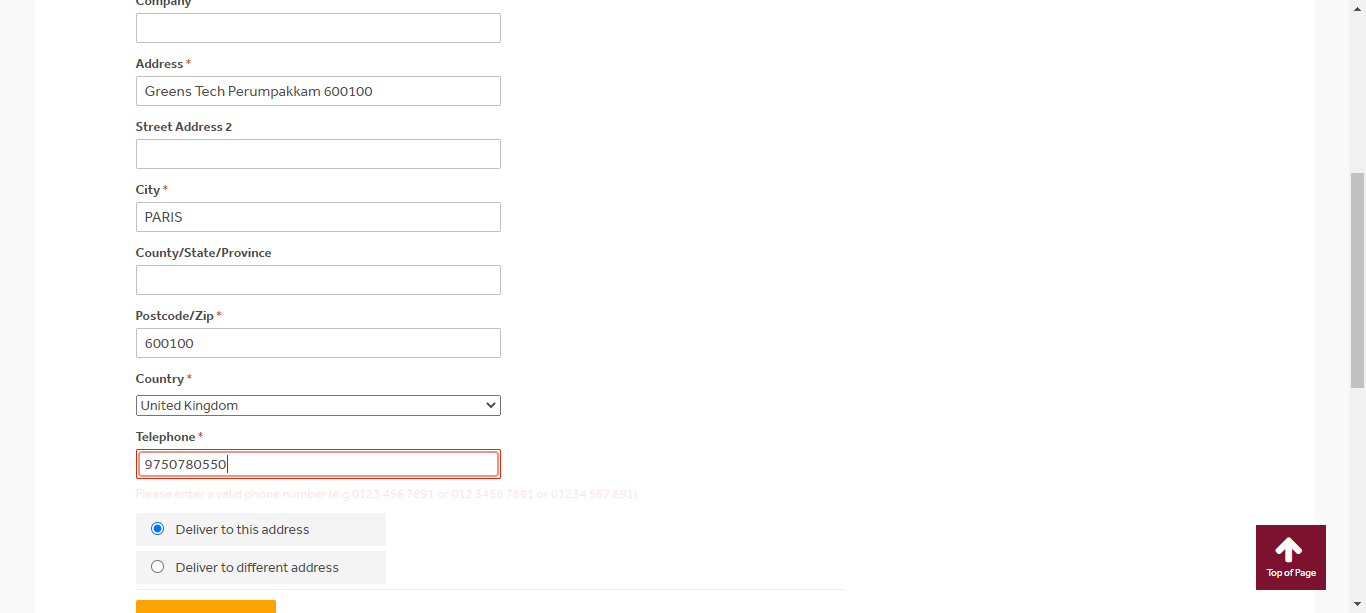 Company
Address *
Greens Tech Perumpakkam 600100
Street Address 2
City *
PARIS
County/State/Province
Postcode/Zip *
600100
Country *
United Kingdom
Telephone *
9750780550
Please enter a valid phone number (e.g 0123 456 7891 or 012 3456 7891 or 01234 567 891)
Deliver to this address
Deliver to different address
Top of Page